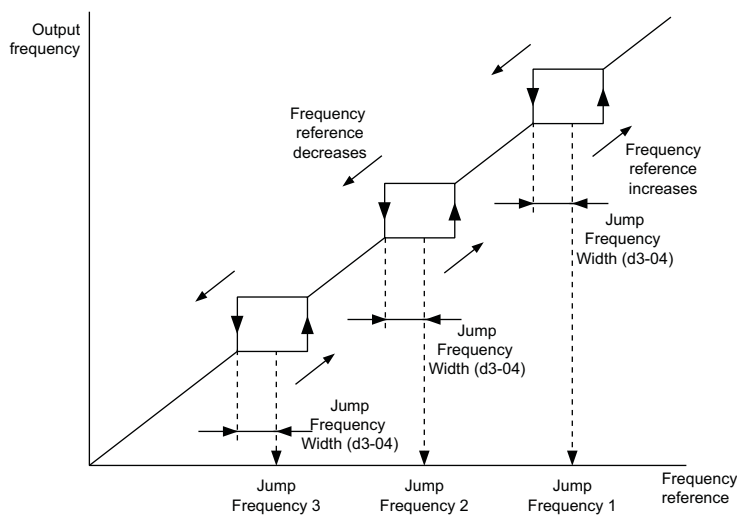 Output
frequency
Frequency
reference
decreases
Frequency
reference
increases
Jump
Frequency
Width (d3-04)
Jump
Frequency
Width (d3-04)
Jump
Frequency
Width (d3-04)
Jump
Frequency 3
Jump
Frequency 2
Jump
Frequency 1
Frequency
reference